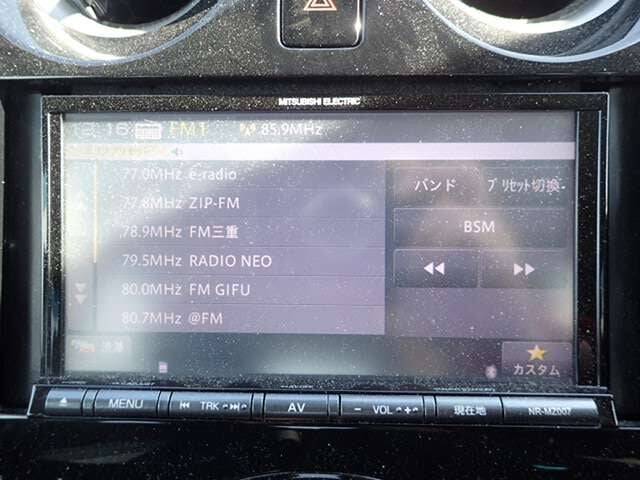 MITSUBISHI ELECTRIC
12:16 FM1 85.9MHz
77.0MHz e-radio
77.8MHz ZIP-FM
78.9MHz FM三重
79.5MHz RADIO NEO
80.0MHz FM GIFU
80.7MHz @FM
バンド プリセット切換
BSM
カスタム
MENU TRK AV - VOL + 現在地 NR-MZ007